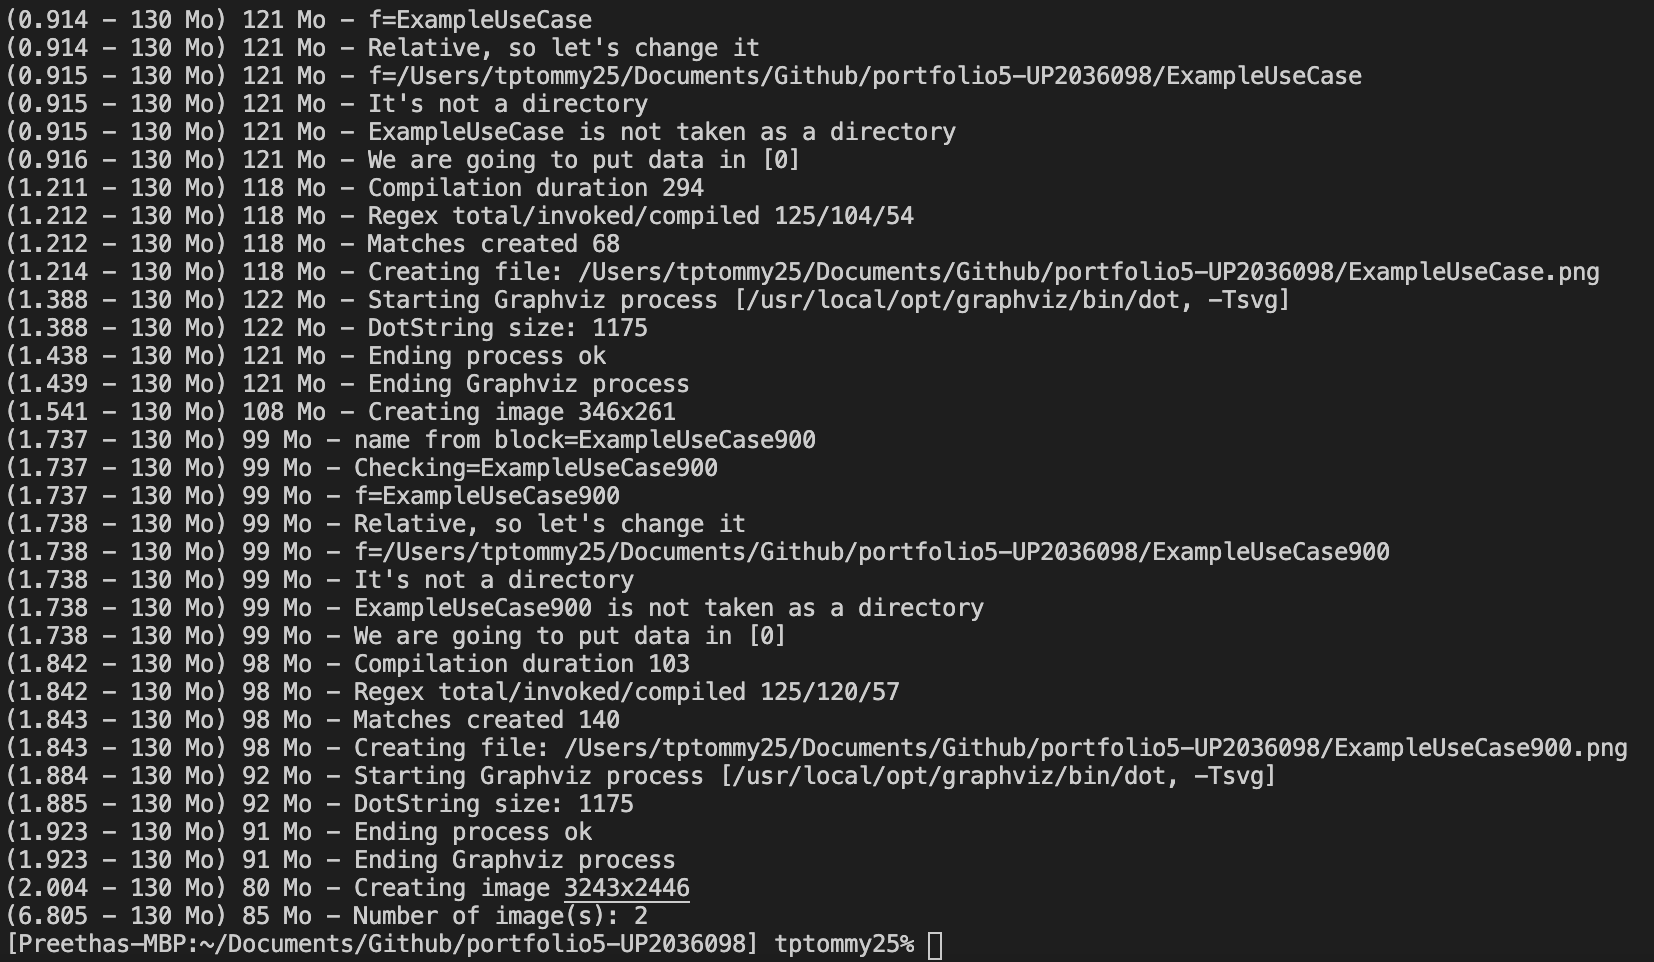 (0.914 - 130 Mo) 121 Mo - f=ExampleUseCase
(0.914 - 130 Mo) 121 Mo - Relative, so let's change it
(0.915 - 130 Mo) 121 Mo - f=/Users/tptommy25/Documents/Github/portfolio5-UP2036098/ExampleUseCase
(0.915 - 130 Mo) 121 Mo - It's not a directory
(0.915 - 130 Mo) 121 Mo - ExampleUseCase is not taken as a directory
(0.916 - 130 Mo) 121 Mo - We are going to put data in [0]
(1.211 - 130 Mo) 118 Mo - Compilation duration 294
(1.212 - 130 Mo) 118 Mo - Regex total/invoked/compiled 125/104/54
(1.212 - 130 Mo) 118 Mo - Matches created 68
(1.214 - 130 Mo) 118 Mo - Creating file: /Users/tptommy25/Documents/Github/portfolio5-UP2036098/ExampleUseCase.png
(1.388 - 130 Mo) 122 Mo - Starting Graphviz process [/usr/local/opt/graphviz/bin/dot, -Tsvg]
(1.388 - 130 Mo) 122 Mo - DotString size: 1175
(1.438 - 130 Mo) 121 Mo - Ending process ok
(1.439 - 130 Mo) 121 Mo - Ending Graphviz process
(1.541 - 130 Mo) 108 Mo - Creating image 346x261
(1.737 - 130 Mo) 99 Mo - name from block=ExampleUseCase900
(1.737 - 130 Mo) 99 Mo - Checking=ExampleUseCase900
(1.737 - 130 Mo) 99 Mo - f=ExampleUseCase900
(1.738 - 130 Mo) 99 Mo - Relative, so let's change it
(1.738 - 130 Mo) 99 Mo - f=/Users/tptommy25/Documents/Github/portfolio5-UP2036098/ExampleUseCase900
(1.738 - 130 Mo) 99 Mo - It's not a directory
(1.738 - 130 Mo) 99 Mo - ExampleUseCase900 is not taken as a directory
(1.738 - 130 Mo) 99 Mo - We are going to put data in [0]
(1.842 - 130 Mo) 98 Mo - Compilation duration 103
(1.842 - 130 Mo) 98 Mo - Regex total/invoked/compiled 125/120/57
(1.843 - 130 Mo) 98 Mo - Matches created 140
(1.843 - 130 Mo) 98 Mo - Creating file: /Users/tptommy25/Documents/Github/portfolio5-UP2036098/ExampleUseCase900.png
(1.884 - 130 Mo) 92 Mo - Starting Graphviz process [/usr/local/opt/graphviz/bin/dot, -Tsvg]
(1.885 - 130 Mo) 92 Mo - DotString size: 1175
(1.923 - 130 Mo) 91 Mo - Ending process ok
(1.923 - 130 Mo) 91 Mo - Ending Graphviz process
(2.004 - 130 Mo) 80 Mo - Creating image 3243x2446
(6.805 - 130 Mo) 85 Mo - Number of image(s): 2
[Preethas-MBP:~/Documents/Github/portfolio5-UP2036098] tptommy25%